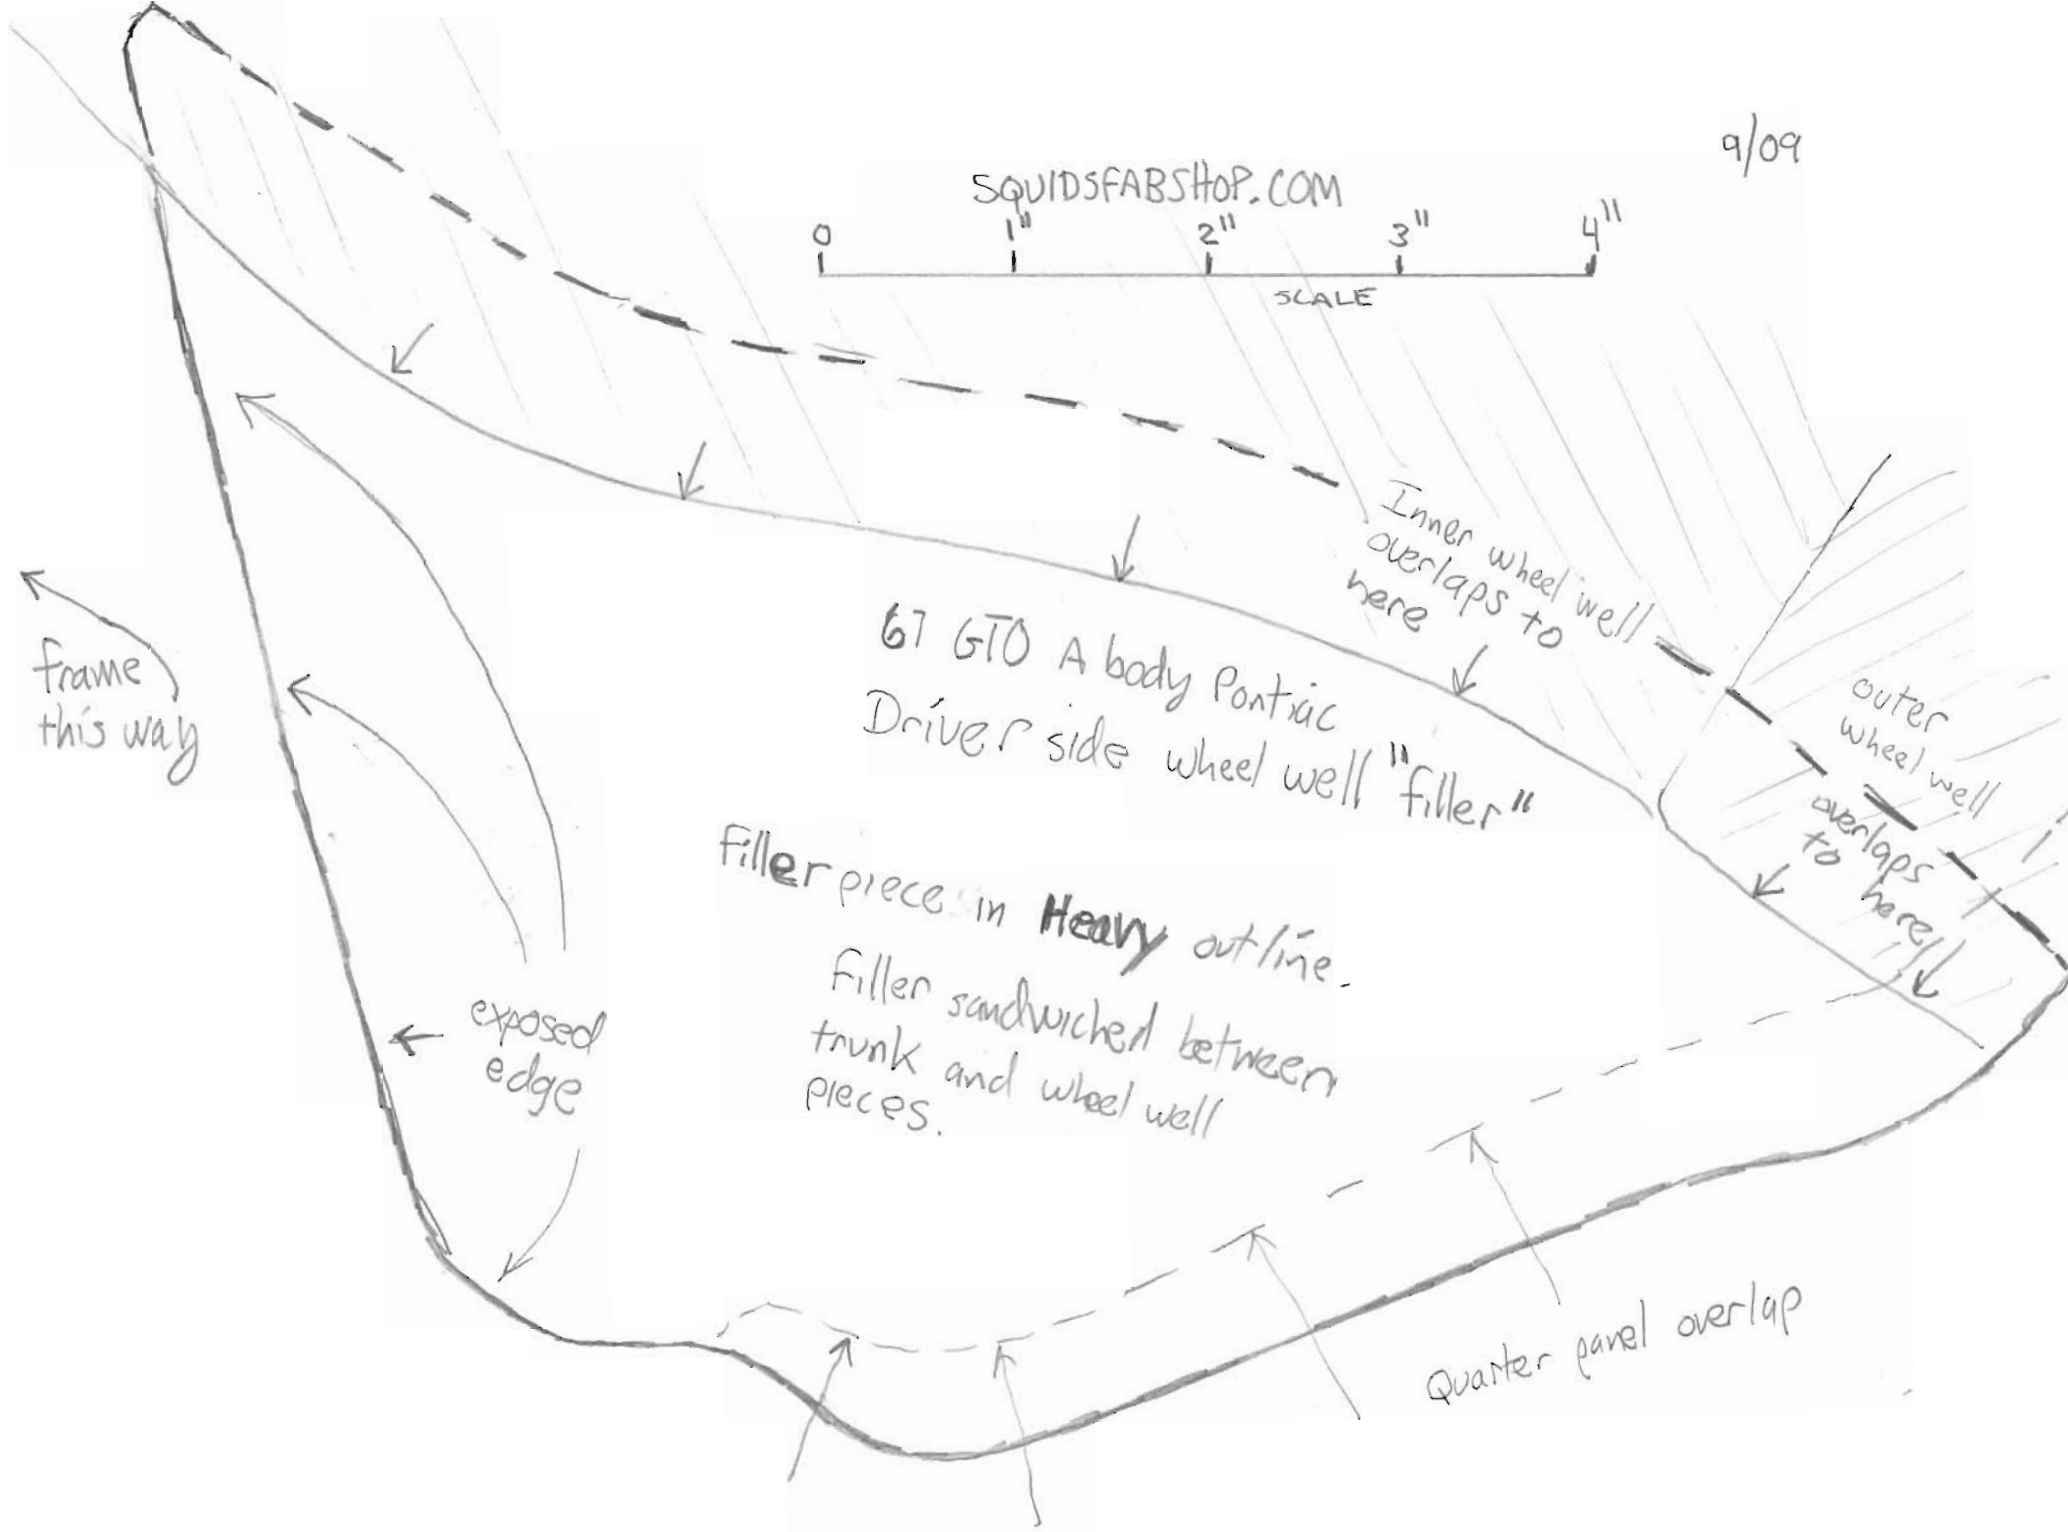 9/09
SQUIDSFABSHOP.COM
0 1" 2" 3" 4"
SCALE
Inner wheel well
overlaps to
here
67 GTO A body Pontiac
Driver side wheel well "filler"
outer
wheel well
overlaps
to
here
frame
this way
Filler piece in Heavy outline.
Filler sandwiched between
trunk and wheel well
pieces.
exposed
edge
Quarter panel overlap